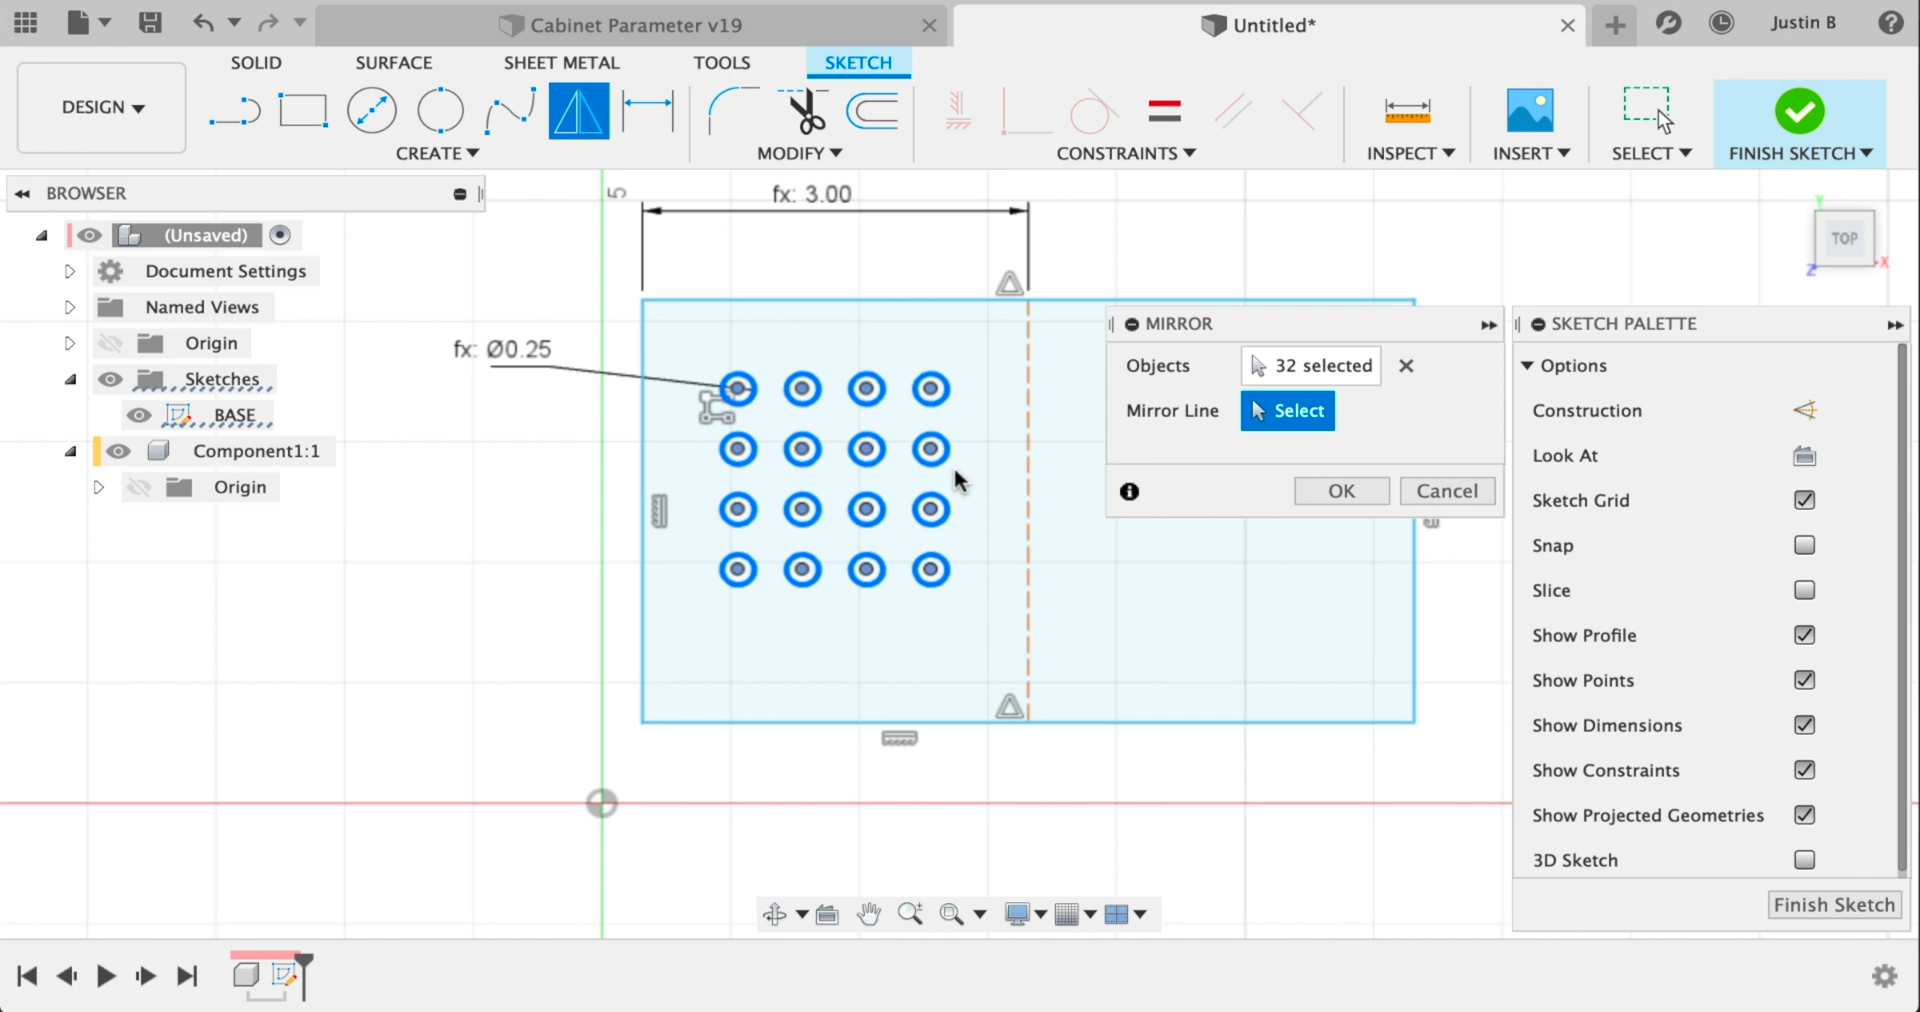 Cabinet Parameter v19
Untitled*
Justin B
SOLID
SURFACE
SHEET METAL
TOOLS
SKETCH
DESIGN
CREATE
MODIFY
CONSTRAINTS
INSPECT
INSERT
SELECT
FINISH SKETCH
BROWSER
(Unsaved)
Document Settings
Named Views
Origin
Sketches
BASE
Component1:1
Origin
5
fx: 3.00
fx: Ø0.25
Y
TOP
X
Z
MIRROR
Objects
32 selected
Mirror Line
Select
OK
Cancel
SKETCH PALETTE
Options
Construction
Look At
Sketch Grid
Snap
Slice
Show Profile
Show Points
Show Dimensions
Show Constraints
Show Projected Geometries
3D Sketch
Finish Sketch